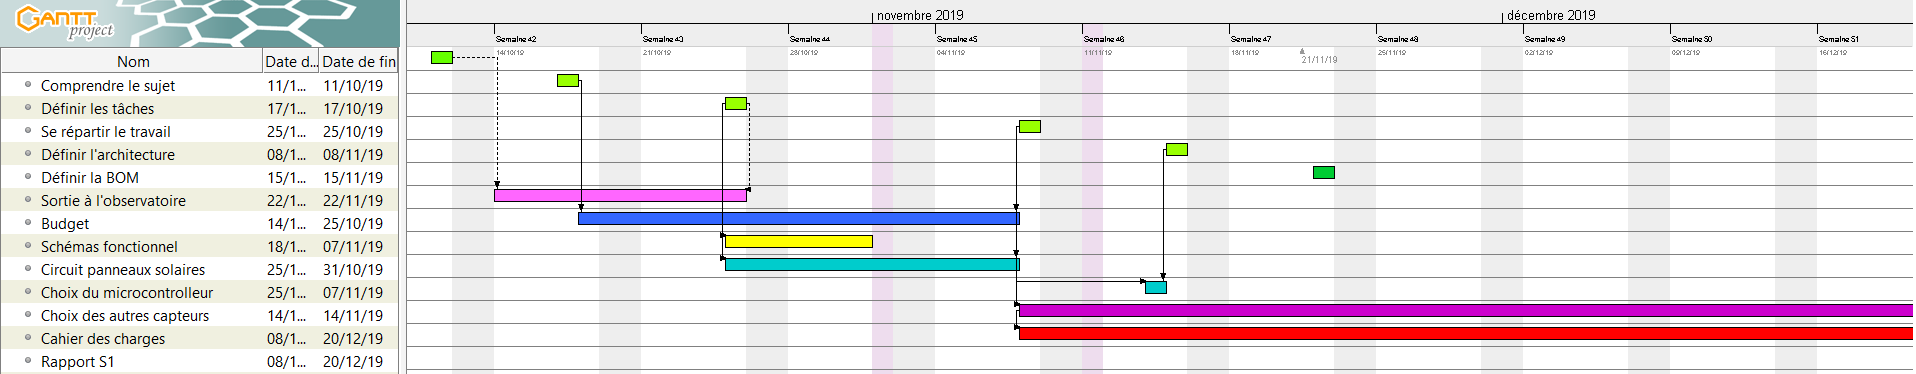 GANTT project
novembre 2019
décembre 2019
Semaine 42
Semaine 43
Semaine 44
Semaine 45
Semaine 46
Semaine 47
Semaine 48
Semaine 49
Semaine 50
Semaine 51
14/10/19
21/10/19
28/10/19
04/11/19
11/11/19
18/11/19
21/11/19
25/11/19
02/12/19
09/12/19
16/12/19
Nom Date d... Date de fin
Comprendre le sujet 11/1... 11/10/19
Définir les tâches 17/1... 17/10/19
Se répartir le travail 25/1... 25/10/19
Définir l'architecture 08/1... 08/11/19
Définir la BOM 15/1... 15/11/19
Sortie à l'observatoire 22/1... 22/11/19
Budget 14/1... 25/10/19
Schémas fonctionnel 18/1... 07/11/19
Circuit panneaux solaires 25/1... 31/10/19
Choix du microcontrolleur 25/1... 07/11/19
Choix des autres capteurs 14/1... 14/11/19
Cahier des charges 08/1... 20/12/19
Rapport S1 08/1... 20/12/19